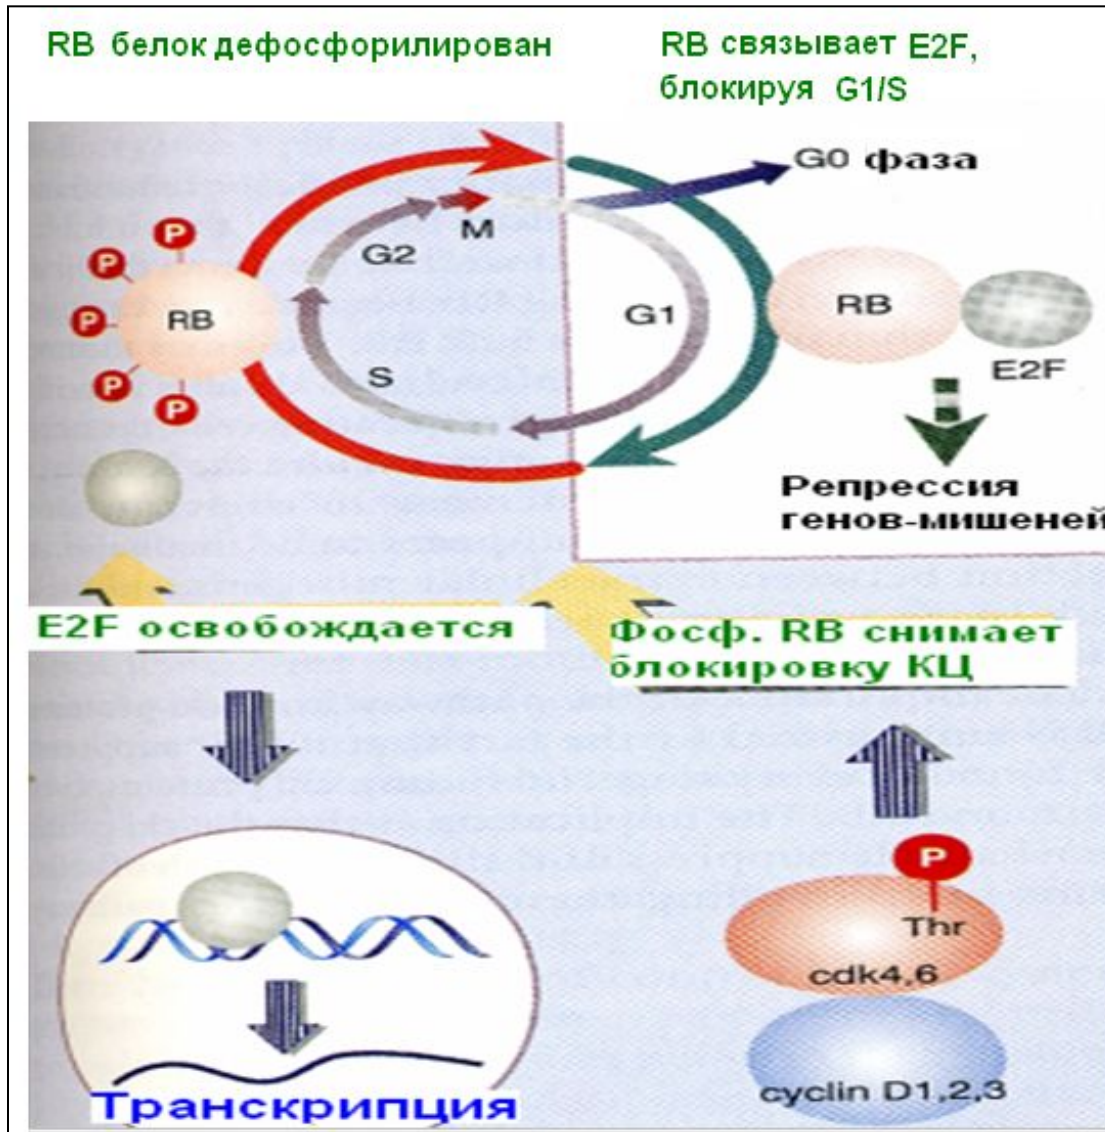 RB белок дефосфорилирован
RB связывает E2F,
блокируя G1/S
G0 фаза
M
G2
G1
S
P
P
P
P
P
RB
RB
E2F
Репрессия
генов-мишеней
E2F освобождается
Фосф. RB снимает
блокировку КЦ
P
Thr
cdk4,6
cyclin D1,2,3
Транскрипция